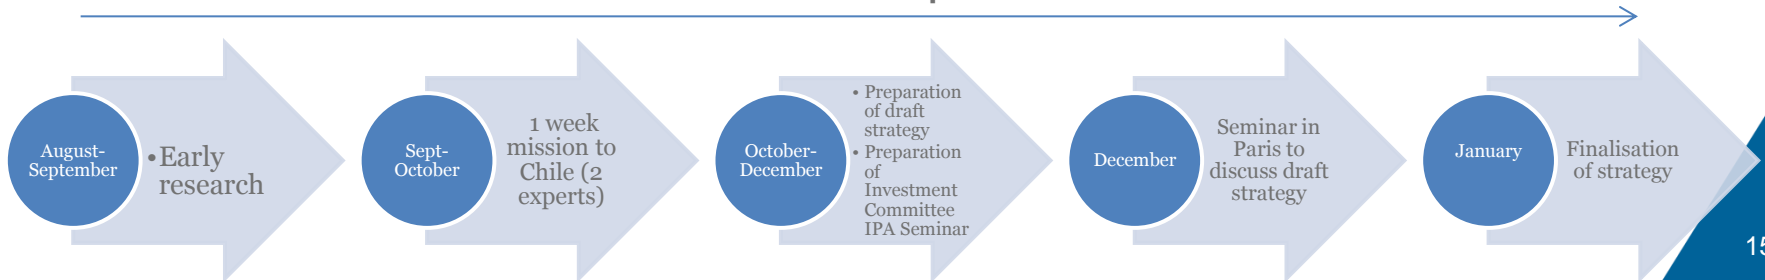 August-
September
•Early
research
Sept-
October
1 week
mission to
Chile (2
experts)
October-
December
• Preparation
of draft
strategy
• Preparation
of
Investment
Committee
IPA Seminar
December
Seminar in
Paris to
discuss draft
strategy
January
Finalisation
of strategy
15